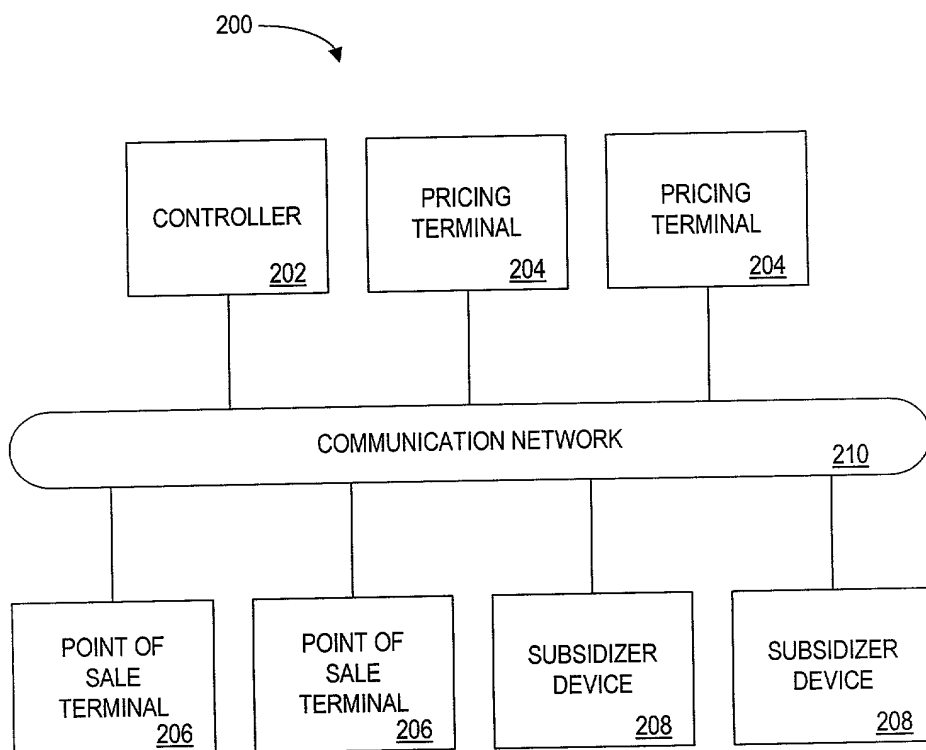 200
CONTROLLER
202
PRICING
TERMINAL
204
PRICING
TERMINAL
204
COMMUNICATION NETWORK
210
POINT OF
SALE
TERMINAL
206
POINT OF
SALE
TERMINAL
206
SUBSIDIZER
DEVICE
208
SUBSIDIZER
DEVICE
208